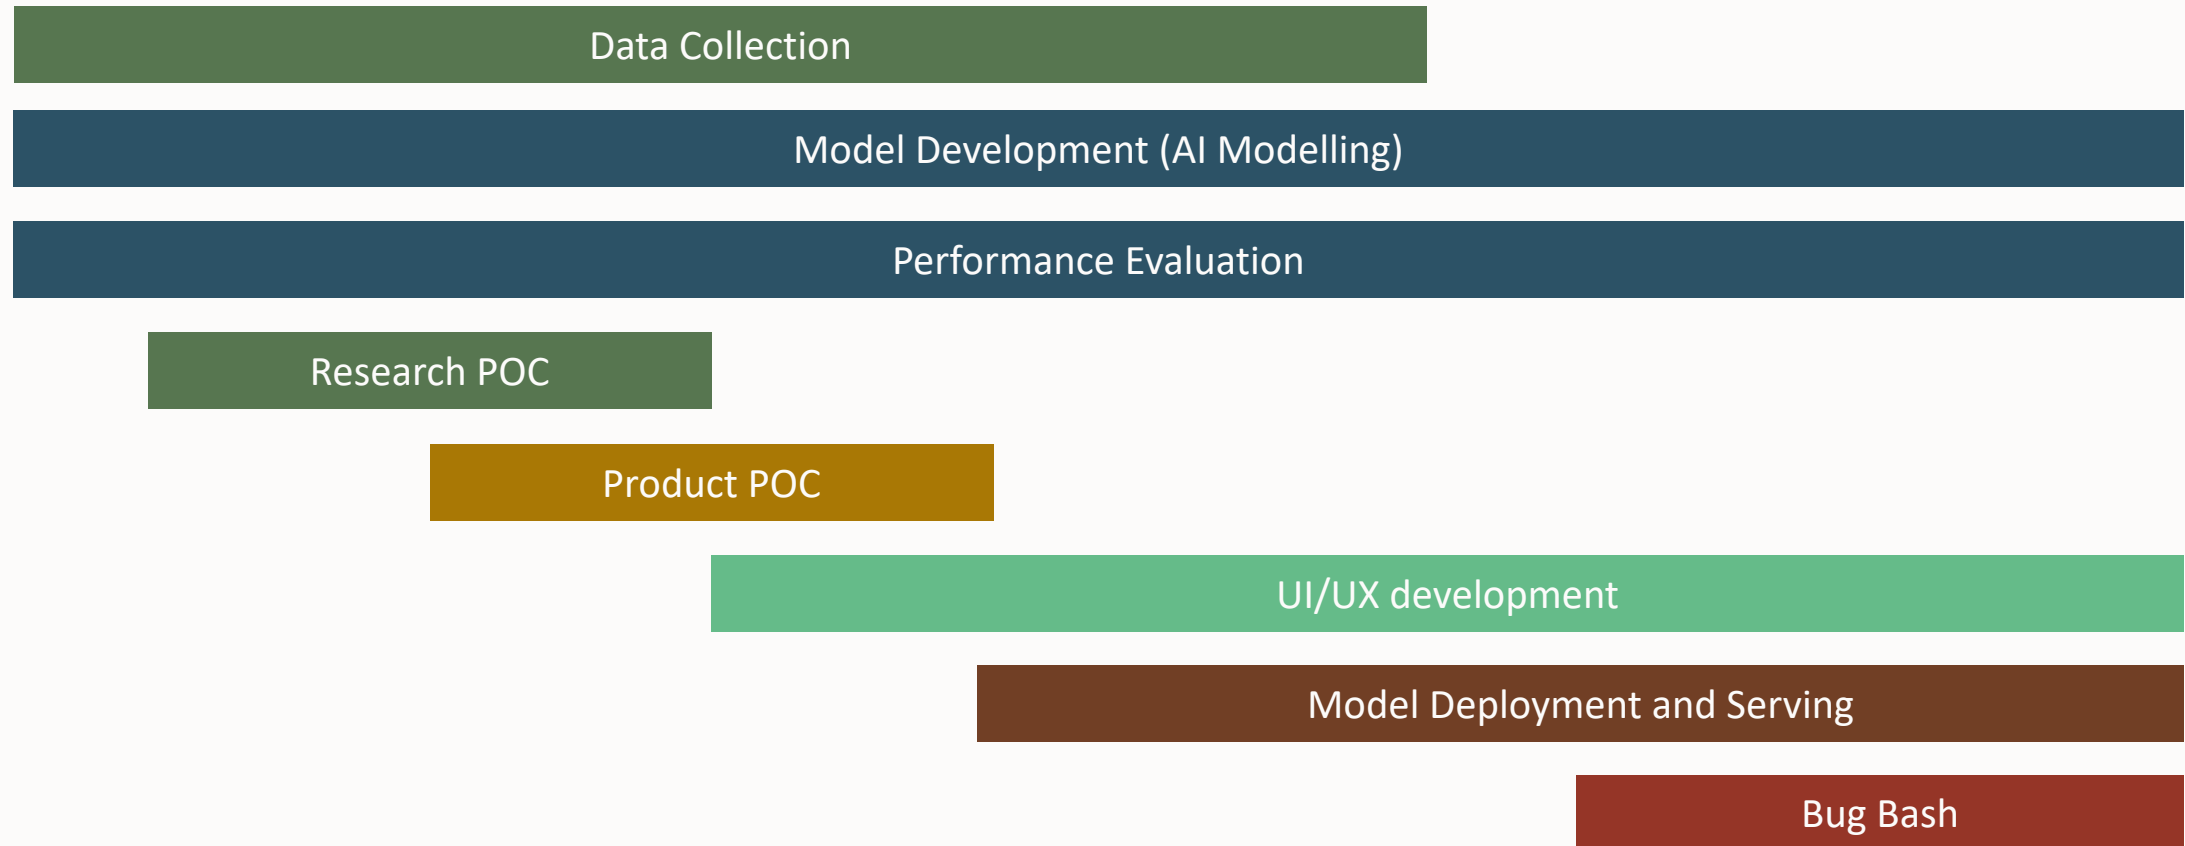 Data Collection
Model Development (AI Modelling)
Performance Evaluation
Research POC
Product POC
UI/UX development
Model Deployment and Serving
Bug Bash